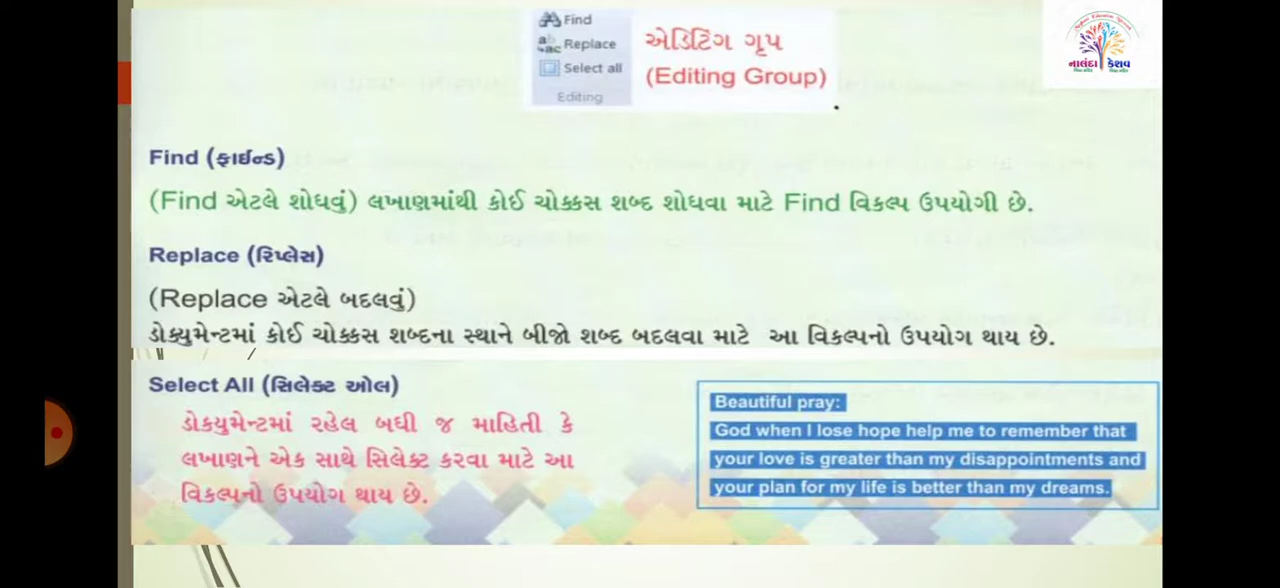 Find
Replace
Select all
Editing
એડિટિંગ ગૃપ
(Editing Group)
નાલંદા કેશવ
Find (ફાઈન્ડ)
(Find એટલે શોધવું) લખાણમાંથી કોઈ ચોક્કસ શબ્દ શોધવા માટે Find વિકલ્પ ઉપયોગી છે.
Replace (રિપ્લેસ)
(Replace એટલે બદલવું)
ડોક્યુમેન્ટમાં કોઈ ચોક્કસ શબ્દના સ્થાને બીજો શબ્દ બદલવા માટે આ વિકલ્પનો ઉપયોગ થાય છે.
Select All (સિલેક્ટ ઓલ)
ડોકયુમેન્ટમાં રહેલ બધી જ માહિતી કે
લખાણને એક સાથે સિલેક્ટ કરવા માટે આ
વિકલ્પનો ઉપયોગ થાય છે.
Beautiful pray:
God when I lose hope help me to remember that
your love is greater than my disappointments and
your plan for my life is better than my dreams.